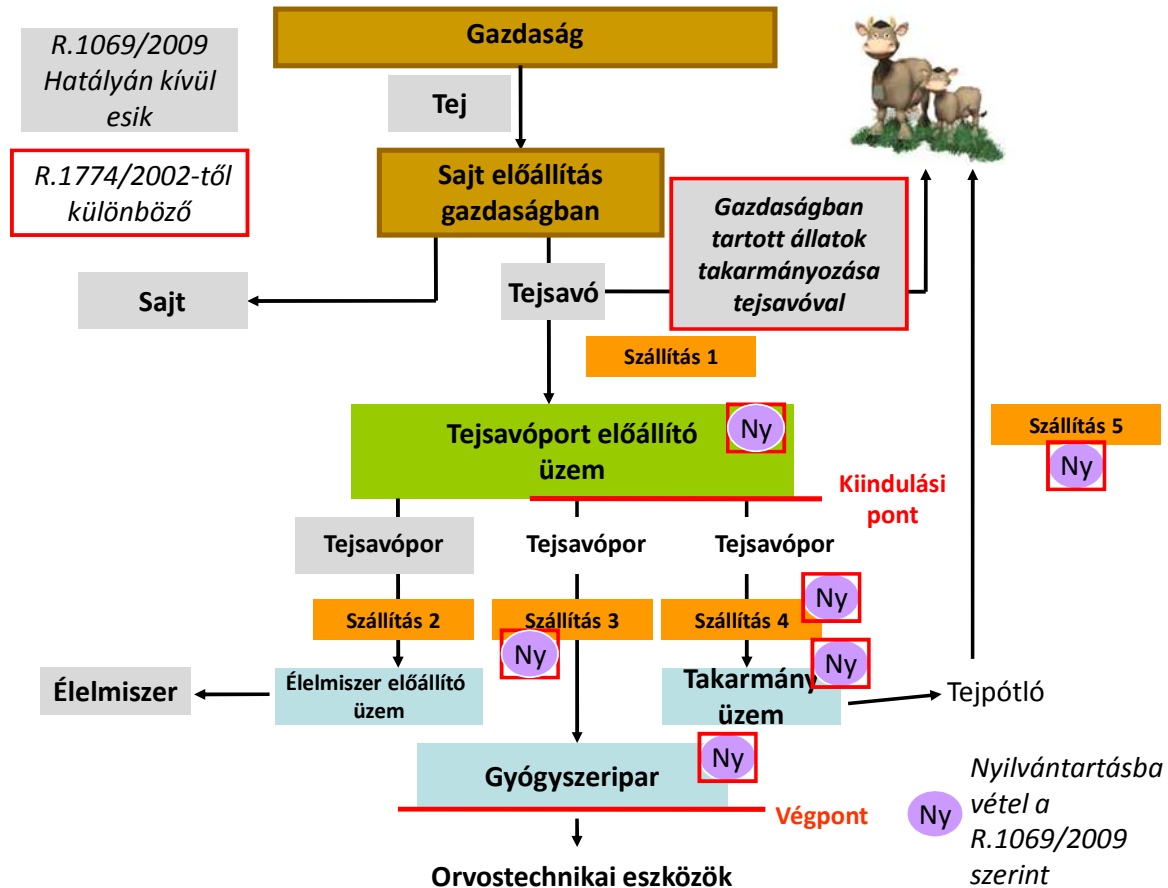 Gazdaság
R.1069/2009
Hatályán kívül
esik
Tej
R.1774/2002-től
különböző
Sajt előállítás
gazdaságban
Gazdaságban
tartott állatok
takarmányozása
tejsavóval
Sajt
Tejsavó
Szállítás 1
Tejsavóport előállító
üzem
Ny
Szállítás 5
Ny
Kiindulási
pont
Tejsavópor
Tejsavópor
Tejsavópor
Ny
Szállítás 2
Szállítás 3
Szállítás 4
Ny
Ny
Élelmiszer
Élelmiszer előállító
üzem
Takarmány
üzem
Tejpótló
Gyógyszeripar
Ny
Végpont
Ny
Nyilvántartásba
vétel a
R.1069/2009
szerint
Orvostechnikai eszközök